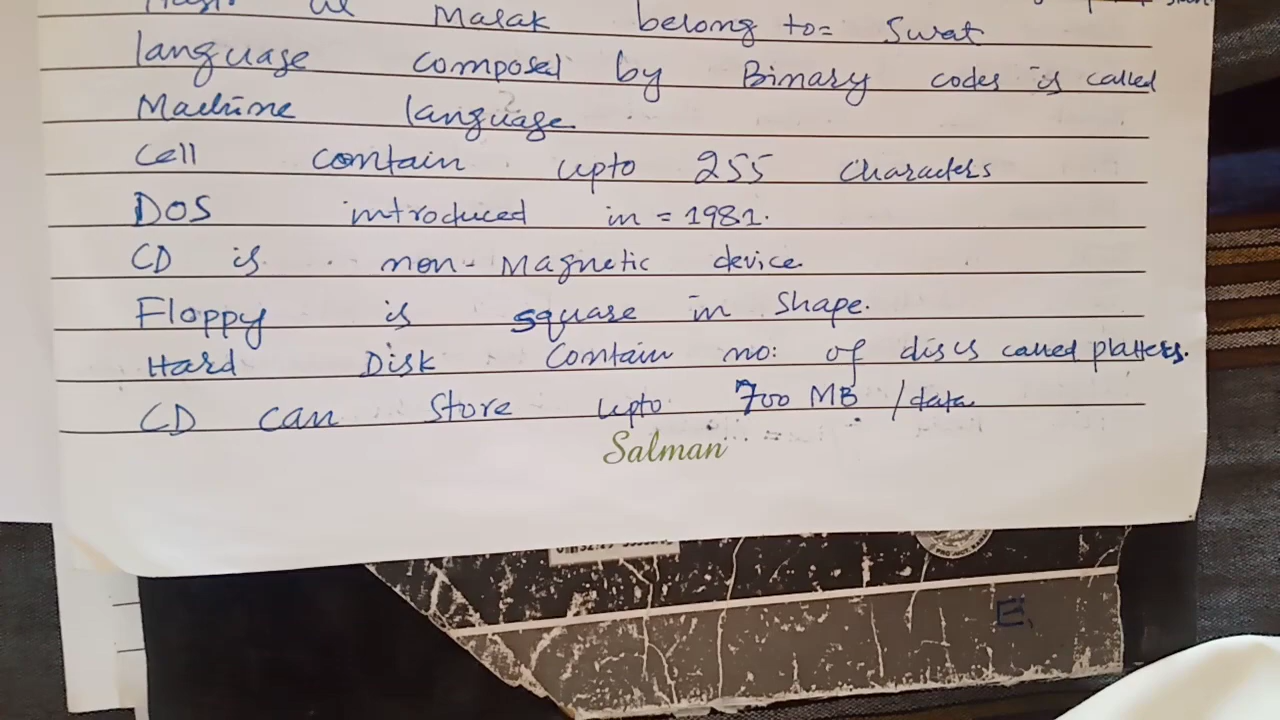 Malak belong to= Swat
language composed by Bimary codes is called
Machine language
Cell contain upto 255 characters
DOS introduced in = 1981.
CD is non-Magnetic device
Floppy is square in shape.
Hard Disk Contain no: of discs called platters.
CD can Store upto 700 MB /data
Salman
E